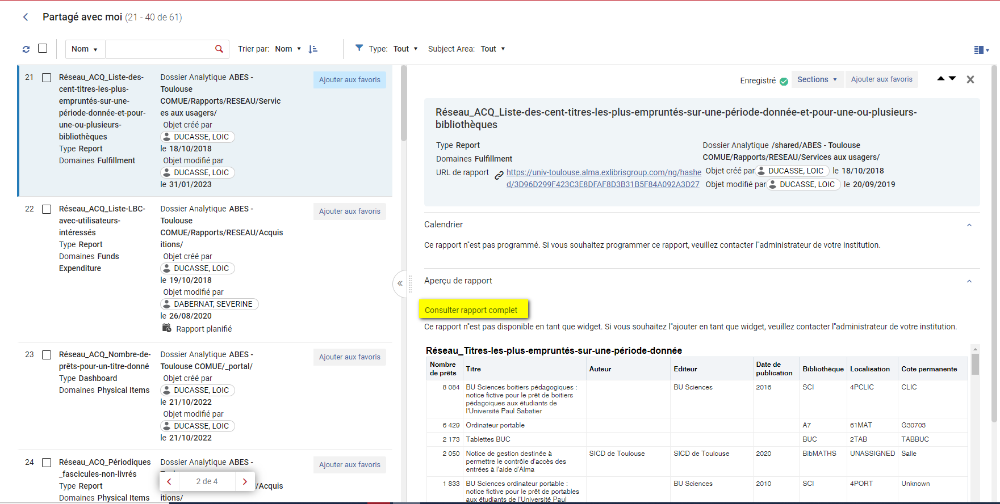 Partagé avec moi (21 - 40 de 61)
Nom
Trier par: Nom
Type: Tout
Subject Area: Tout
21
Réseau_ACQ_Liste-des-
cent-titres-les-plus-
empruntés-sur-une-
période-donnée-et-pour-
une-ou-plusieurs-
bibliothèques
Type Report
Domaines Fulfillment
Dossier Analytique ABES -
Toulouse
COMUE/Rapports/RESEAU/Servic
es aux usagers/
Objet créé par
DUCASSE, LOIC
le 18/10/2018
Objet modifié par
DUCASSE, LOIC
le 31/01/2023
Ajouter aux favoris
22
Réseau_ACQ_Liste-LBC-
avec-utilisateurs-
intéressés
Type Report
Domaines Funds
Expenditure
Dossier Analytique ABES -
Toulouse
COMUE/Rapports/RESEAU/Acquis
itions/
Objet créé par
DUCASSE, LOIC
le 19/10/2018
Objet modifié par
DABERNAT, SEVERINE
le 26/08/2020
Rapport planifié
Ajouter aux favoris
23
Réseau_ACQ_Nombre-de-
prêts-pour-un-titre-donné
Type Dashboard
Domaines Physical Items
Dossier Analytique ABES -
Toulouse COMUE/_portal/
Objet créé par
DUCASSE, LOIC
le 21/10/2022
Objet modifié par
DUCASSE, LOIC
le 21/10/2022
Ajouter aux favoris
24
Réseau_ACQ_Périodiques
_fascicules-non-livrés
Type Report
Domaines Physical Items
Dossier Analytique ABES -
/Acquis
itions/
Ajouter aux favoris
2 de 4
Enregistré
Sections
Ajouter aux favoris
Réseau_ACQ_Liste-des-cent-titres-les-plus-empruntés-sur-une-période-donnée-et-pour-une-ou-plusieurs-
bibliothèques
Type Report
Domaines Fulfillment
URL de rapport
https://univ-toulouse.alma.exlibrisgroup.com/ng/hashe
d/3D96D299F423C3E8DFAF8D3B31B5F84A092A3D27
Dossier Analytique /shared/ABES - Toulouse
COMUE/Rapports/RESEAU/Services aux usagers/
Objet créé par DUCASSE, LOIC le 18/10/2018
Objet modifié par DUCASSE, LOIC le 20/09/2019
Calendrier
Ce rapport n''est pas programmé. Si vous souhaitez programmer ce rapport, veuillez contacter l''administrateur de votre institution.
Aperçu de rapport
Consulter rapport complet
Ce rapport n''est pas disponible en tant que widget. Si vous souhaitez l''ajouter en tant que widget, veuillez contacter l''administrateur de votre institution.
Réseau_Titres-les-plus-empruntés-sur-une-période-donnée
Nombre de prêts Titre Auteur Editeur Date de publication Bibliothèque Localisation Cote permanente
8 084 BU Sciences boitiers pédagogiques : BU Sciences 2016 SCI 4PCLIC CLIC
notice fictive pour le prêt de boitiers
pédagoiques aux étudiants de
l'Université Paul Sabatier
6 429 Ordinateur portable A7 61MAT G30703
2 173 Tablettes BUC BUC 2TAB TABBUC
2 050 Notice de gestion destinée à SICD de Toulouse SICD de Toulouse 2020 BibMATHS UNASSIGNED Salle
permettre le contrôle d'accès des
entrées à l'aide d'Alma
1 833 BU Sciences ordinateur portable : BU Sciences 2010 SCI 4PORT Unknown
notice fictive pour le prêt de portables
aux étudiants de l'Université Paul